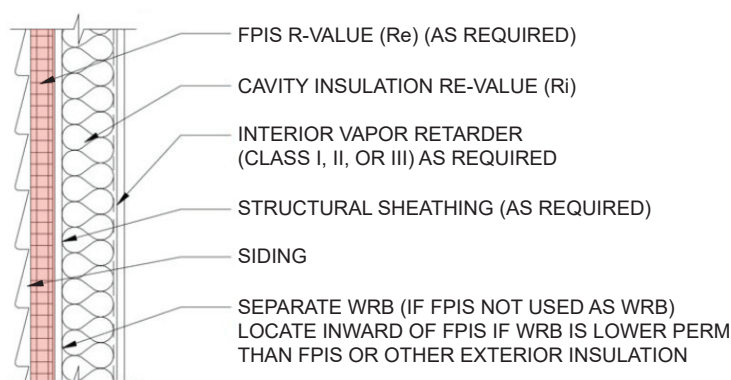 FPIS R-VALUE (Re) (AS REQUIRED)
CAVITY INSULATION RE-VALUE (Ri)
INTERIOR VAPOR RETARDER
(CLASS I, II, OR III) AS REQUIRED
STRUCTURAL SHEATHING (AS REQUIRED)
SIDING
SEPARATE WRB (IF FPIS NOT USED AS WRB)
LOCATE INWARD OF FPIS IF WRB IS LOWER PERM
THAN FPIS OR OTHER EXTERIOR INSULATION